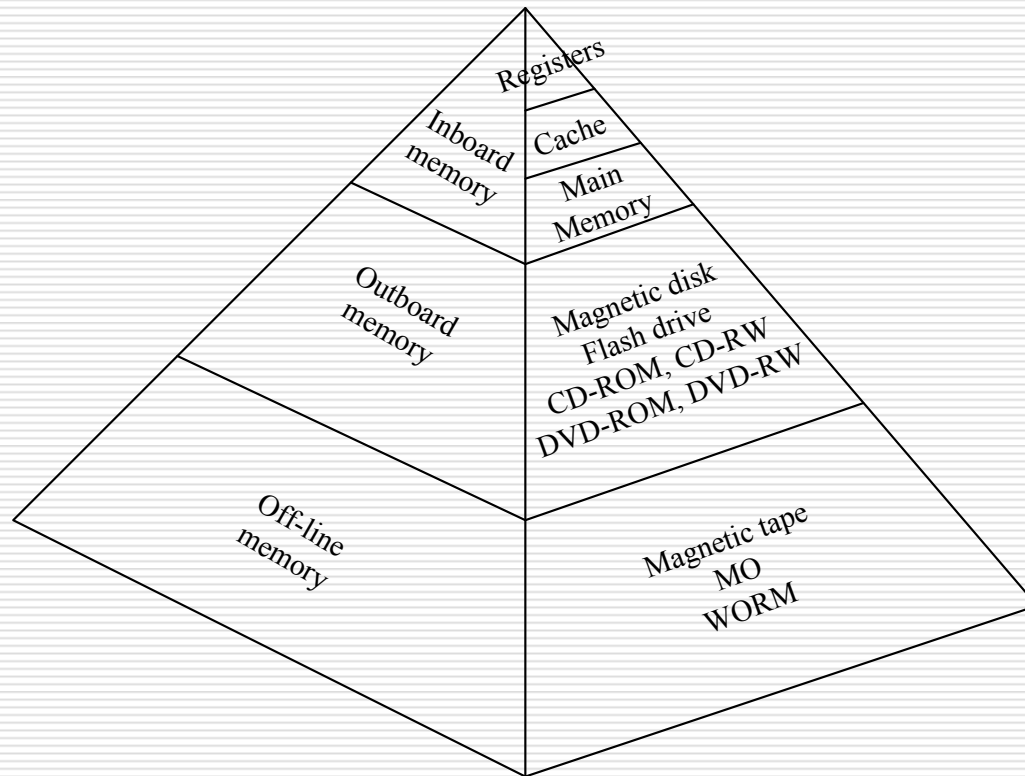 Registers
Cache
Main
Memory
Inboard
memory
Outboard
memory
Magnetic disk
Flash drive
CD-ROM, CD-RW
DVD-ROM, DVD-RW
Off-line
memory
Magnetic tape
MO
WORM